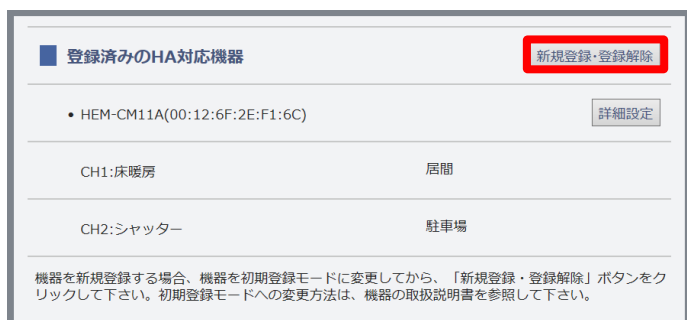 登録済みのHA対応機器
新規登録・登録解除
• HEM-CM11A(00:12:6F:2E:F1:6C)
詳細設定
CH1:床暖房
居間
CH2:シャッター
駐車場
機器を新規登録する場合、機器を初期登録モードに変更してから、「新規登録・登録解除」ボタンをク
リックして下さい。初期登録モードへの変更方法は、機器の取扱説明書を参照して下さい。